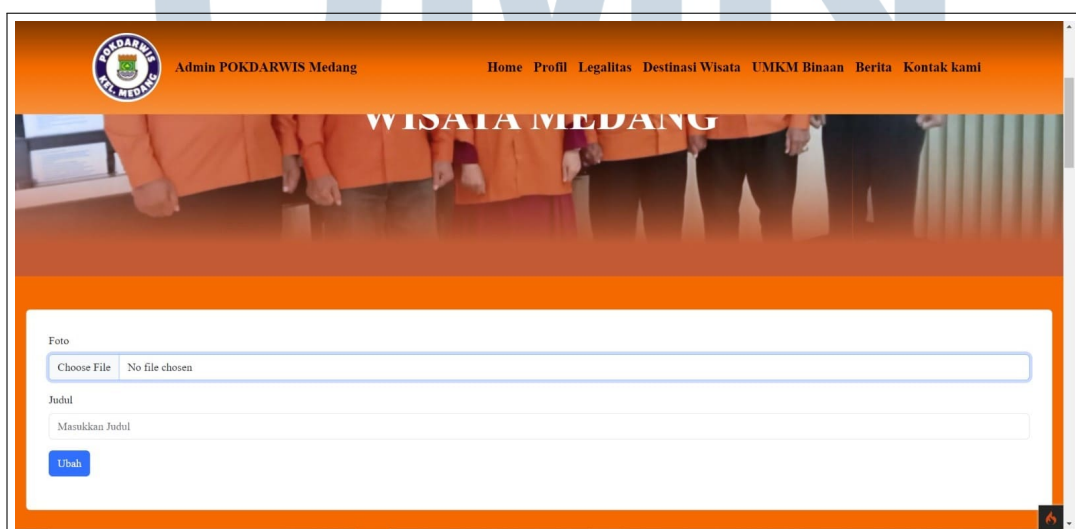 POKDARWIS
KEL. MEDANG
Admin POKDARWIS Medang
Home Profil Legalitas Destinasi Wisata UMKM Binaan Berita Kontak kami
WISATA MEDANG
Foto
Choose File No file chosen
Judul
Masukkan Judul
Ubah